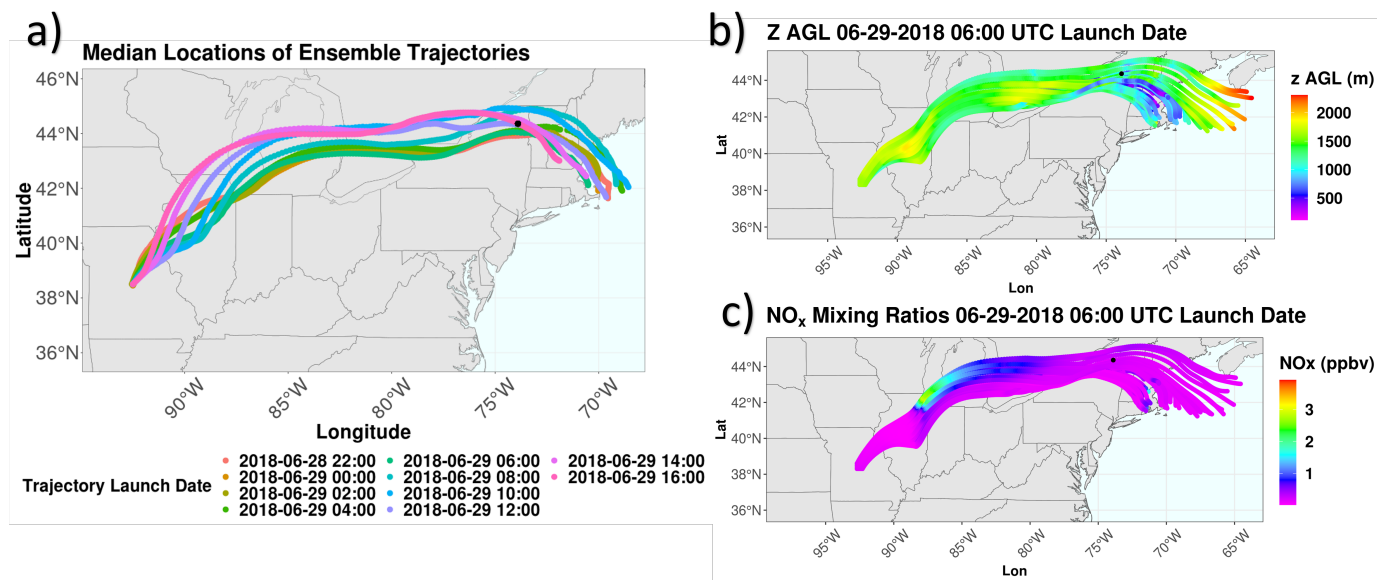 a)
Median Locations of Ensemble Trajectories
46°N
44°N
42°N
40°N
38°N
36°N
Latitude
90°W
85°W
80°W
75°W
70°W
Longitude
Trajectory Launch Date
2018-06-28 22:00
2018-06-29 00:00
2018-06-29 02:00
2018-06-29 04:00
2018-06-29 06:00
2018-06-29 08:00
2018-06-29 10:00
2018-06-29 12:00
2018-06-29 14:00
2018-06-29 16:00
b)
Z AGL 06-29-2018 06:00 UTC Launch Date
44°N
42°N
40°N
38°N
36°N
Lat
95°W
90°W
85°W
80°W
75°W
70°W
65°W
Lon
z AGL (m)
2000
1500
1000
500
c)
NOx Mixing Ratios 06-29-2018 06:00 UTC Launch Date
44°N
42°N
40°N
38°N
36°N
Lat
95°W
90°W
85°W
80°W
75°W
70°W
65°W
Lon
NOx (ppbv)
3
2
1